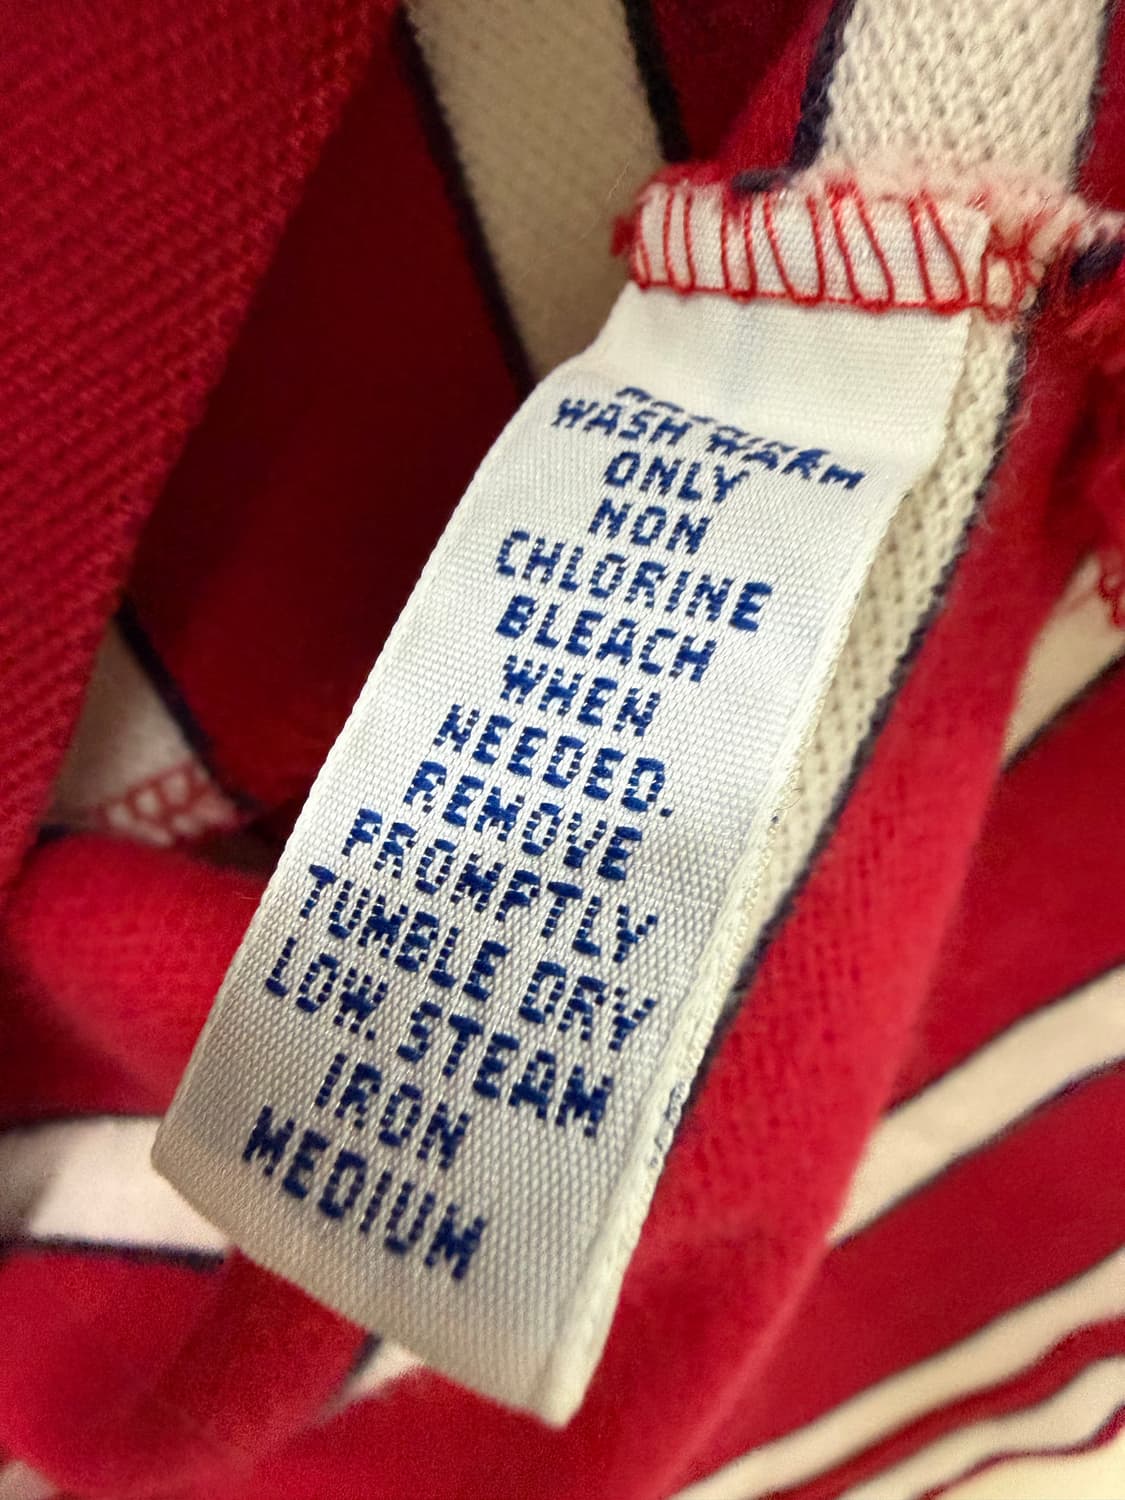 WASH WARM
ONLY
NON
CHLORINE
BLEACH
WHEN
NEEDED.
REMOVE
PROMPTLY
TUMBLE DRY
LOW. STEAM
IRON
MEDIUM